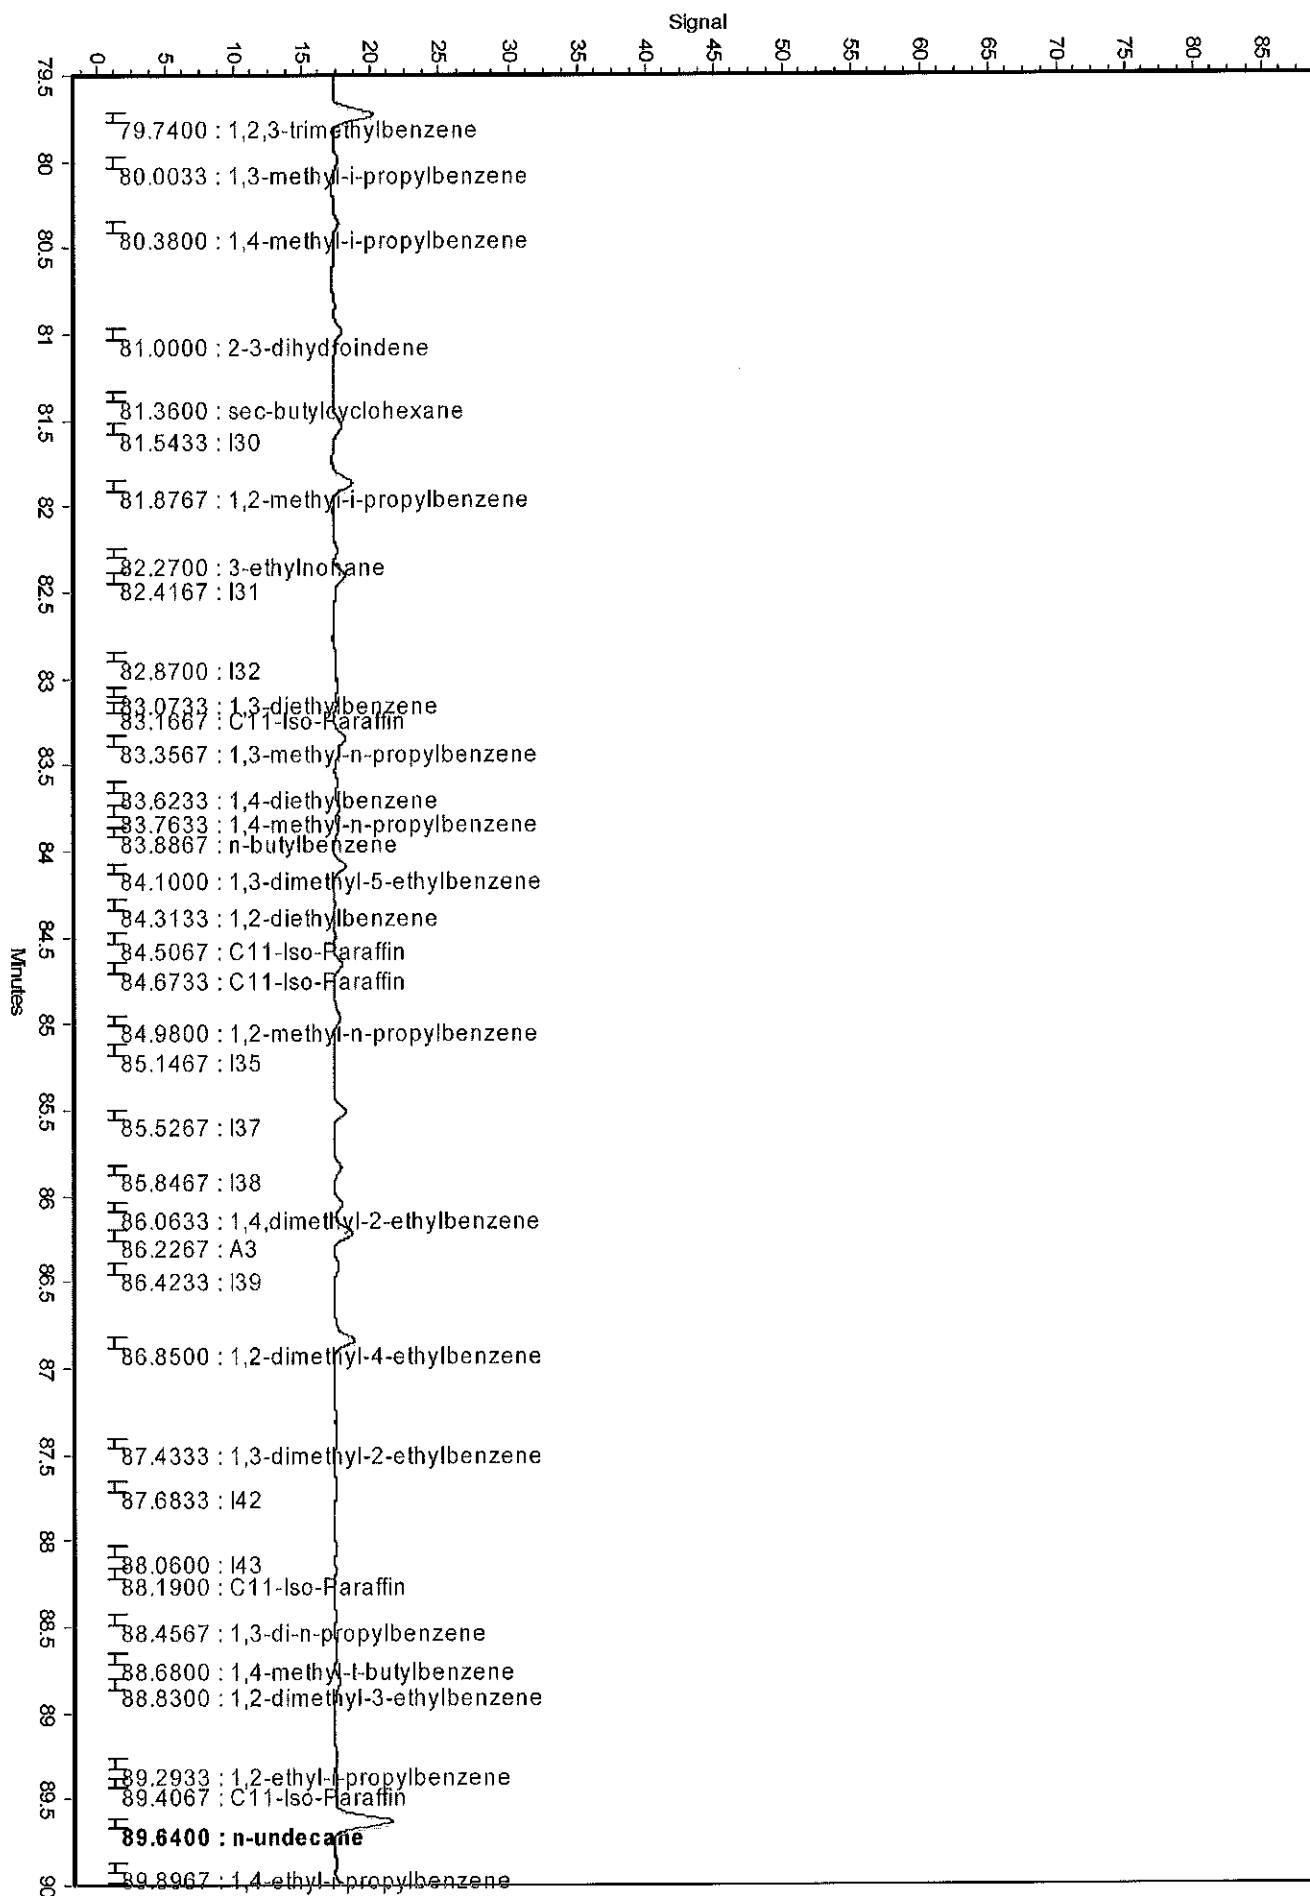 Signal
0 5 10 15 20 25 30 35 40 45 50 55 60 65 70 75 80 85
79.5
79.7400 : 1,2,3-trimethylbenzene
80
80.0033 : 1,3-methyl-i-propylbenzene
80.3800 : 1,4-methyl-i-propylbenzene
80.5
81
81.0000 : 2-3-dihydroindene
81.3600 : sec-butylcyclohexane
81.5
81.5433 : I30
81.8767 : 1,2-methyl-i-propylbenzene
82
82.2700 : 3-ethylnonane
82.4167 : I31
82.5
82.8700 : I32
83
83.0733 : 1,3-diethylbenzene
83.1667 : C11-Iso-Paraffin
83.3567 : 1,3-methyl-n-propylbenzene
83.5
83.6233 : 1,4-diethylbenzene
83.7633 : 1,4-methyl-n-propylbenzene
83.8867 : n-butylbenzene
84
84.1000 : 1,3-dimethyl-5-ethylbenzene
84.3133 : 1,2-diethylbenzene
84.5
84.5067 : C11-Iso-Paraffin
84.6733 : C11-Iso-Paraffin
Minutes
85
84.9800 : 1,2-methyl-n-propylbenzene
85.1467 : I35
85.5
85.5267 : I37
85.8467 : I38
86
86.0633 : 1,4,dimethyl-2-ethylbenzene
86.2267 : A3
86.4233 : I39
86.5
86.8500 : 1,2-dimethyl-4-ethylbenzene
87
87.4333 : 1,3-dimethyl-2-ethylbenzene
87.5
87.6833 : I42
88
88.0600 : I43
88.1900 : C11-Iso-Paraffin
88.4567 : 1,3-di-n-propylbenzene
88.5
88.6800 : 1,4-methyl-t-butylbenzene
88.8300 : 1,2-dimethyl-3-ethylbenzene
89
89.2933 : 1,2-ethyl-i-propylbenzene
89.4067 : C11-Iso-Paraffin
89.5
89.6400 : n-undecane
89.8967 : 1,4-ethyl-i-propylbenzene
90